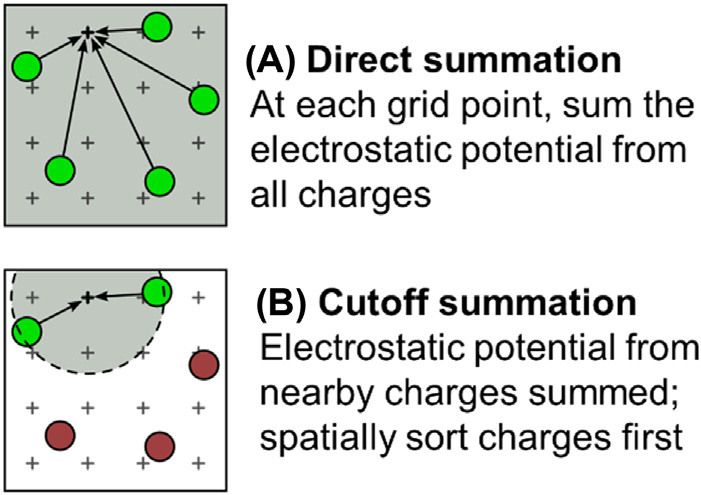 (A) Direct summation
At each grid point, sum the
electrostatic potential from
all charges
(B) Cutoff summation
Electrostatic potential from
nearby charges summed;
spatially sort charges first